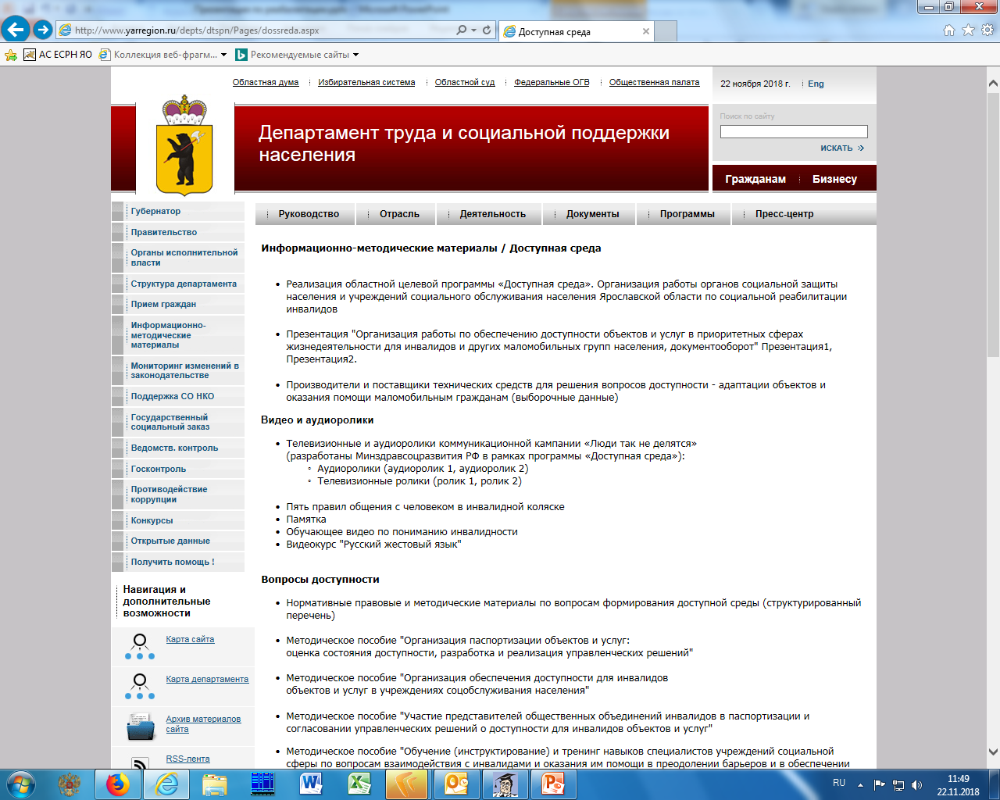 http://www.yarregion.ru/depts/dtspn/Pages/dossreda.aspx
Доступная среда
АС ЕСРН ЯО
Коллекция веб-фрагм...
Рекомендуемые сайты
Областная дума
Избирательная система
Областной суд
Федеральные ОГВ
Общественная палата
22 ноября 2018 г.
Eng
Поиск по сайту
ИСКАТЬ
Департамент труда и социальной поддержки
населения
Гражданам
Бизнесу
Губернатор
Правительство
Органы исполнительной
власти
Структура департамента
Прием граждан
Информационно-
методические
материалы
Мониторинг изменений в
законодательстве
Поддержка СО НКО
Государственный
социальный заказ
Ведомств. контроль
Госконтроль
Противодействие
коррупции
Конкурсы
Открытые данные
Получить помощь !
Навигация и
дополнительные
возможности
Карта сайта
Карта департамента
Архив материалов
сайта
RSS-лента
Руководство
Отрасль
Деятельность
Документы
Программы
Пресс-центр
Информационно-методические материалы / Доступная среда
• Реализация областной целевой программы «Доступная среда». Организация работы органов социальной защиты
населения и учреждений социального обслуживания населения Ярославской области по социальной реабилитации
инвалидов
• Презентация "Организация работы по обеспечению доступности объектов и услуг в приоритетных сферах
жизнедеятельности для инвалидов и других маломобильных групп населения, документооборот" Презентация1,
Презентация2.
• Производители и поставщики технических средств для решения вопросов доступности - адаптации объектов и
оказания помощи маломобильным гражданам (выборочные данные)
Видео и аудиоролики
• Телевизионные и аудиоролики коммуникационной кампании «Люди так не делятся»
(разработаны Минздравсоцразвития РФ в рамках программы «Доступная среда»):
◦ Аудиоролики (аудиоролик 1, аудиоролик 2)
◦ Телевизионные ролики (ролик 1, ролик 2)
• Пять правил общения с человеком в инвалидной коляске
• Памятка
• Обучающее видео по пониманию инвалидности
• Видеокурс "Русский жестовый язык"
Вопросы доступности
• Нормативные правовые и методические материалы по вопросам формирования доступной среды (структурированный
перечень)
• Методическое пособие "Организация паспортизации объектов и услуг:
оценка состояния доступности, разработка и реализация управленческих решений"
• Методическое пособие "Организация обеспечения доступности для инвалидов
объектов и услуг в учреждениях соцобслуживания населения"
• Методическое пособие "Участие представителей общественных объединений инвалидов в паспортизации и
согласовании управленческих решений о доступности для инвалидов объектов и услуг"
• Методическое пособие "Обучение (инструктирование) и тренинг навыков специалистов учреждений социальной
сферы по вопросам взаимодействия с инвалидами и оказания им помощи в преодолении барьеров и в обеспечении
RU
11:49
22.11.2018